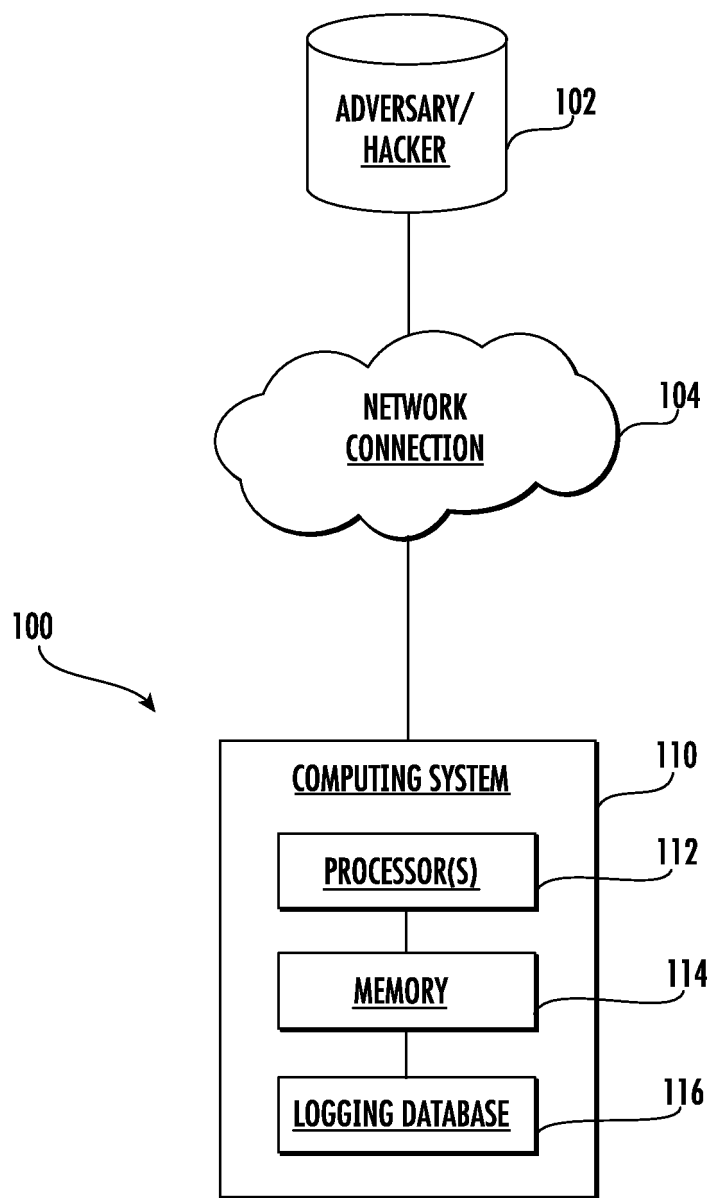 ADVERSARY/
HACKER
102
NETWORK
CONNECTION
104
100
COMPUTING SYSTEM
110
PROCESSOR(S)
112
MEMORY
114
LOGGING DATABASE
116